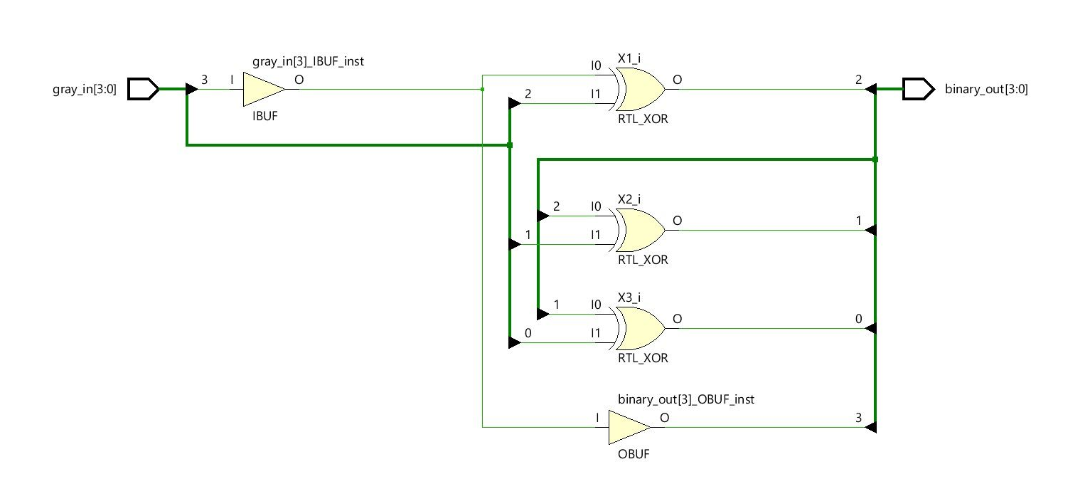 gray_in[3:0]
3
I
gray_in[3]_IBUF_inst
O
IBUF
X1_i
I0
2
I1
O
RTL_XOR
2
binary_out[3:0]
X2_i
2
I0
1
I1
O
RTL_XOR
1
X3_i
1
I0
0
I1
O
RTL_XOR
0
binary_out[3]_OBUF_inst
I
O
OBUF
3